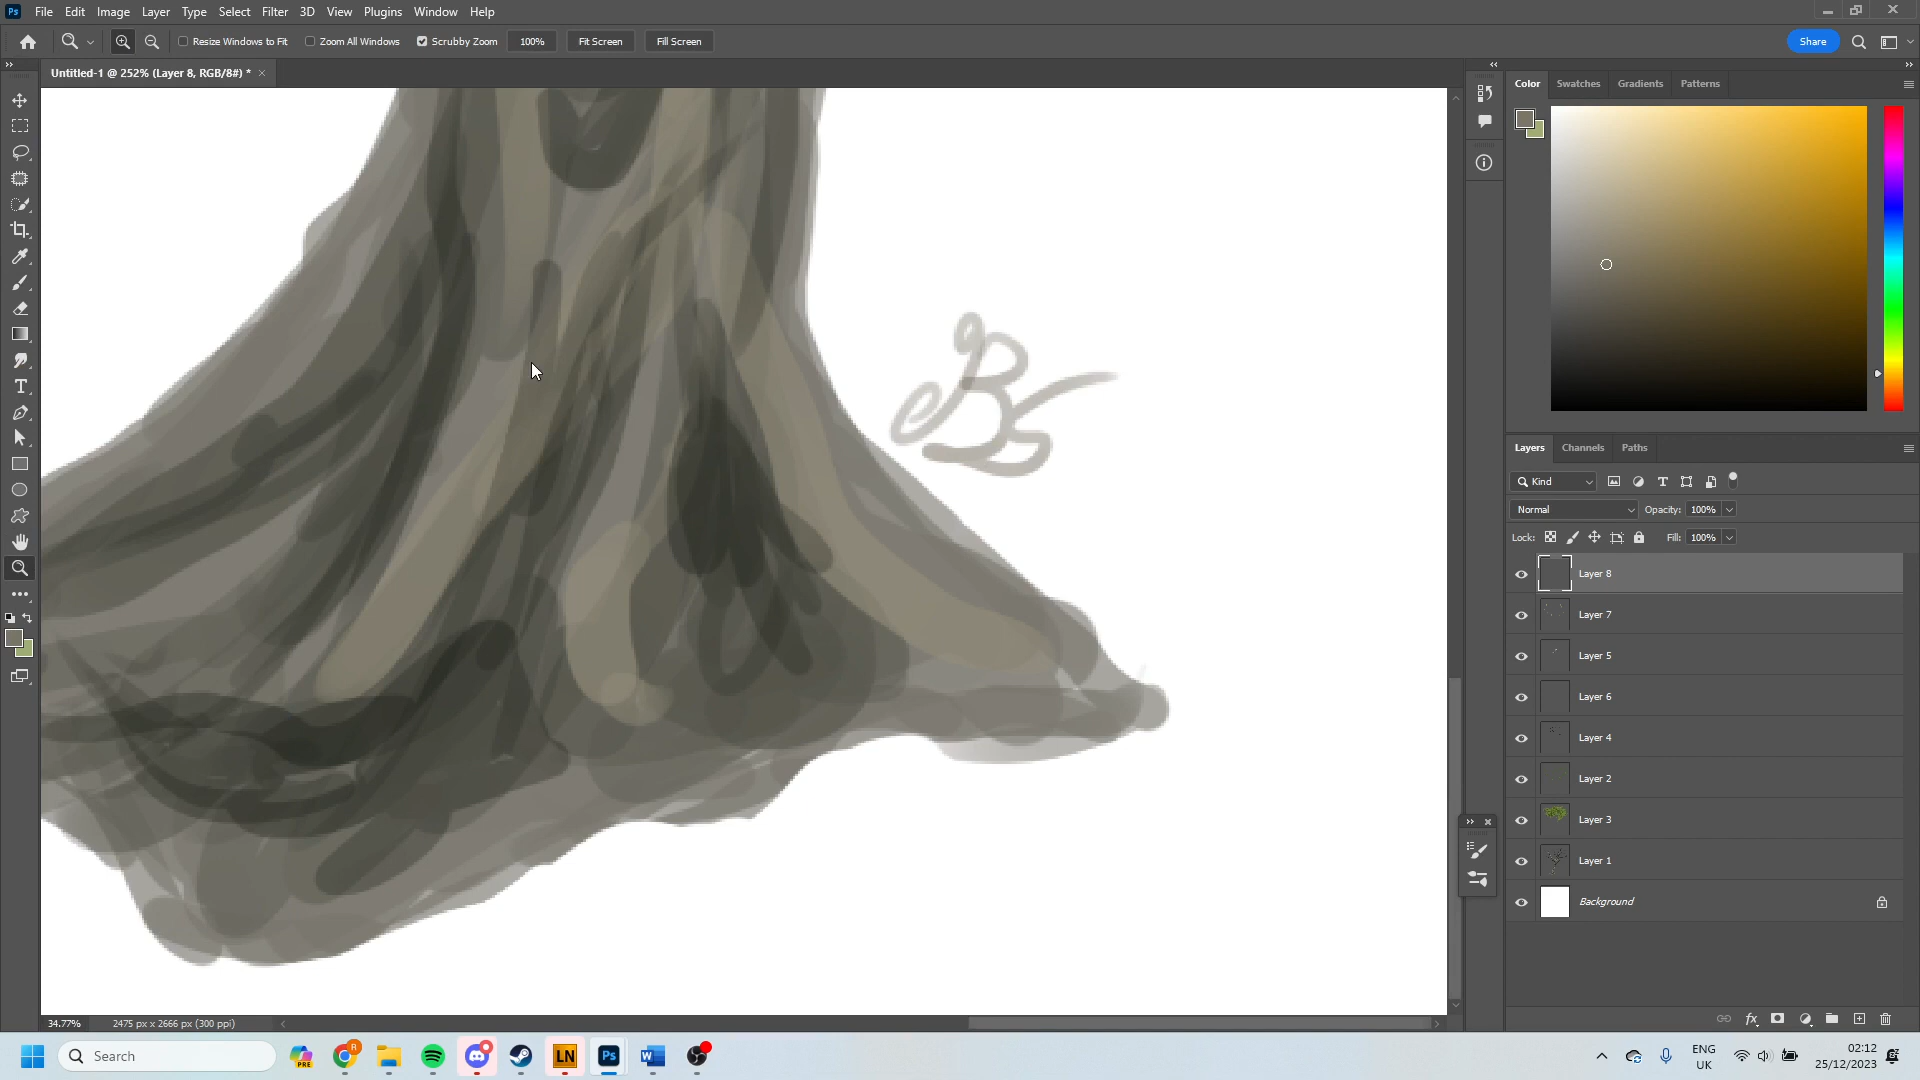 Ps File Edit Image Layer Type Select Filter 3D View Plugins Window Help
Resize Windows to Fit Zoom All Windows Scrubby Zoom 100% Fit Screen Fill Screen Share
Untitled-1 @ 252% (Layer 8, RGB/8#) * ×
Color Swatches Gradients Patterns
Layers Channels Paths
Kind
Normal Opacity: 100%
Lock: Fill: 100%
Layer 8
Layer 7
Layer 5
Layer 6
Layer 4
Layer 2
Layer 3
Layer 1
Background
34.77% 2475 px x 2666 px (300 ppi)
Search PRE R LN Ps W ENG UK 02:12 25/12/2023